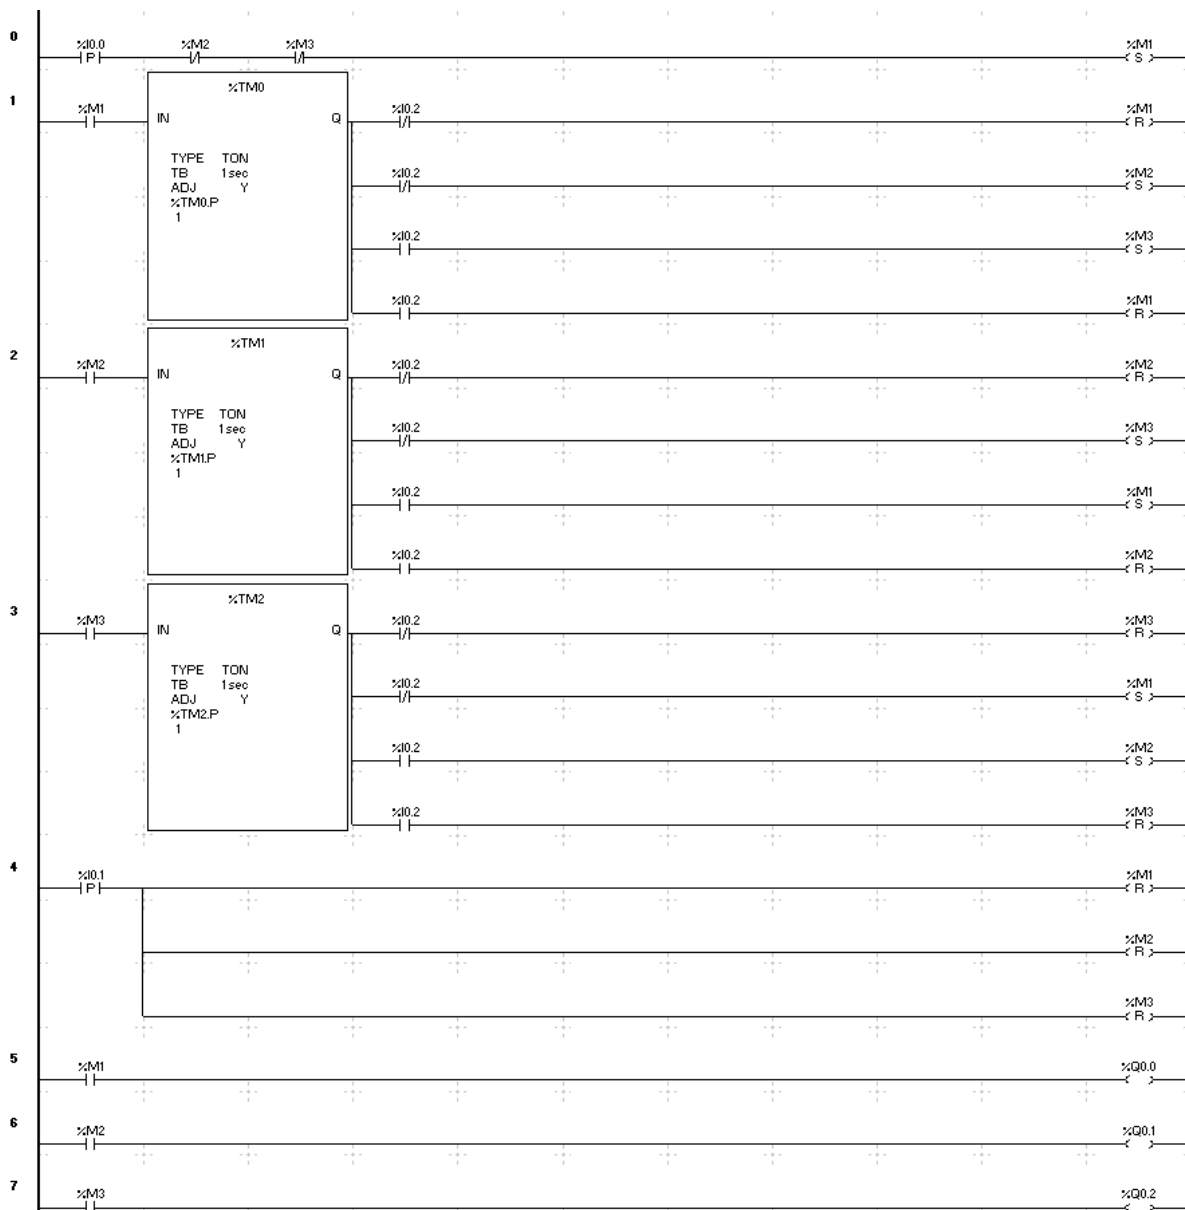 0
%I0.0 %M2 %M3 %M1
P / / S
%TM0
1
%M1 %I0.2 %M1
IN Q / R
TYPE TON
TB 1sec
ADJ Y
%TM0.P
1
%I0.2 %M2
/ S
%I0.2 %M3
S
%I0.2 %M1
R
%TM1
2
%M2 %I0.2 %M2
IN Q / R
TYPE TON
TB 1sec
ADJ Y
%TM1.P
1
%I0.2 %M3
/ S
%I0.2 %M1
S
%I0.2 %M2
R
%TM2
3
%M3 %I0.2 %M3
IN Q / R
TYPE TON
TB 1sec
ADJ Y
%TM2.P
1
%I0.2 %M1
/ S
%I0.2 %M2
S
%I0.2 %M3
R
4
%I0.1 %M1
P R
%M2
R
%M3
R
5
%M1 %Q0.0
6
%M2 %Q0.1
7
%M3 %Q0.2